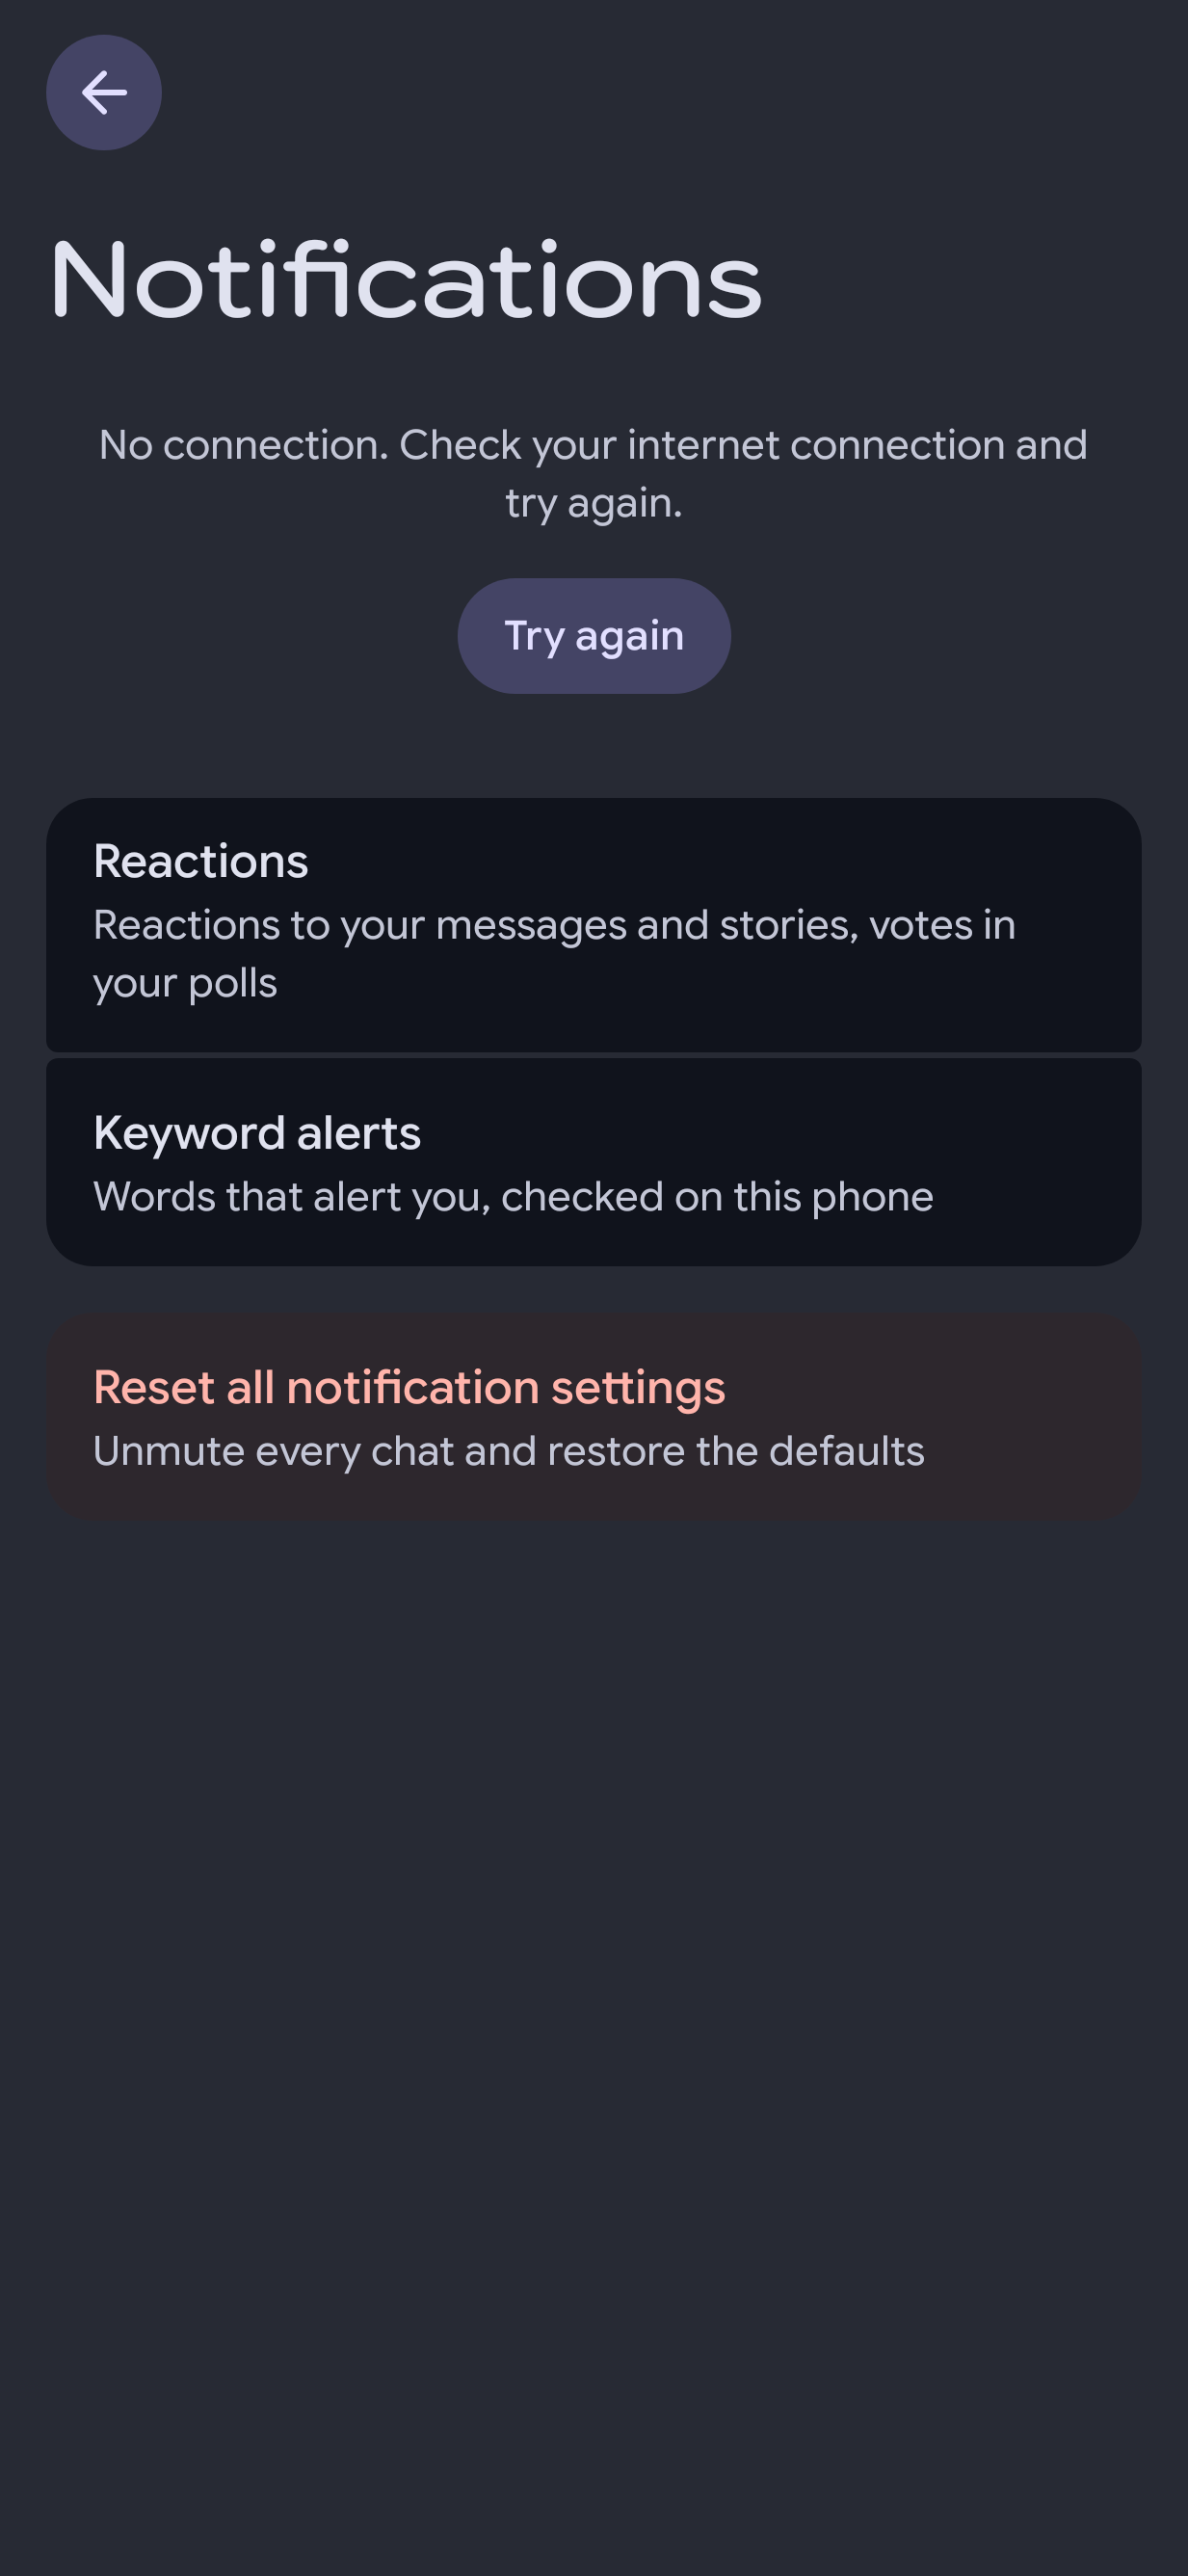 Notifications
No connection. Check your internet connection and
try again.
Try again
Reactions
Reactions to your messages and stories, votes in
your polls
Keyword alerts
Words that alert you, checked on this phone
Reset all notification settings
Unmute every chat and restore the defaults